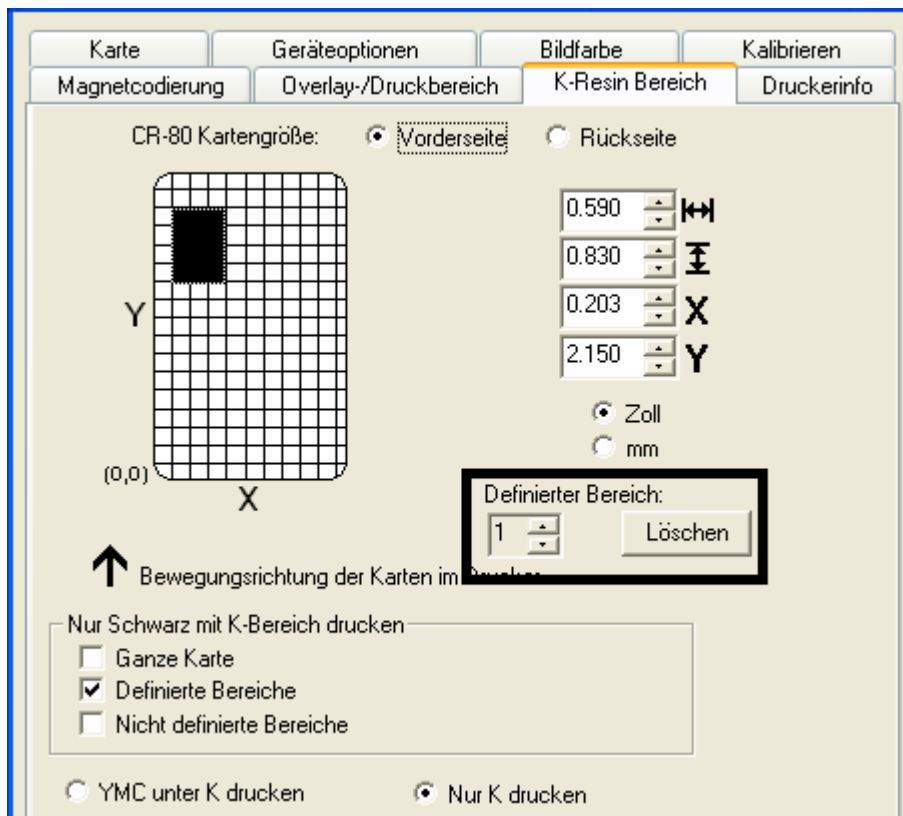 Karte Geräteoptionen Bildfarbe Kalibrieren
Magnetcodierung Overlay-/Druckbereich K-Resin Bereich Druckerinfo
CR-80 Kartengröße: Vorderseite Rückseite
0.590
0.830
0.203 X
2.150 Y
Y
Zoll
mm
(0,0)
X
Definierter Bereich:
1 Löschen
Bewegungsrichtung der Karten im
Nur Schwarz mit K-Bereich drucken
Ganze Karte
Definierte Bereiche
Nicht definierte Bereiche
YMC unter K drucken Nur K drucken